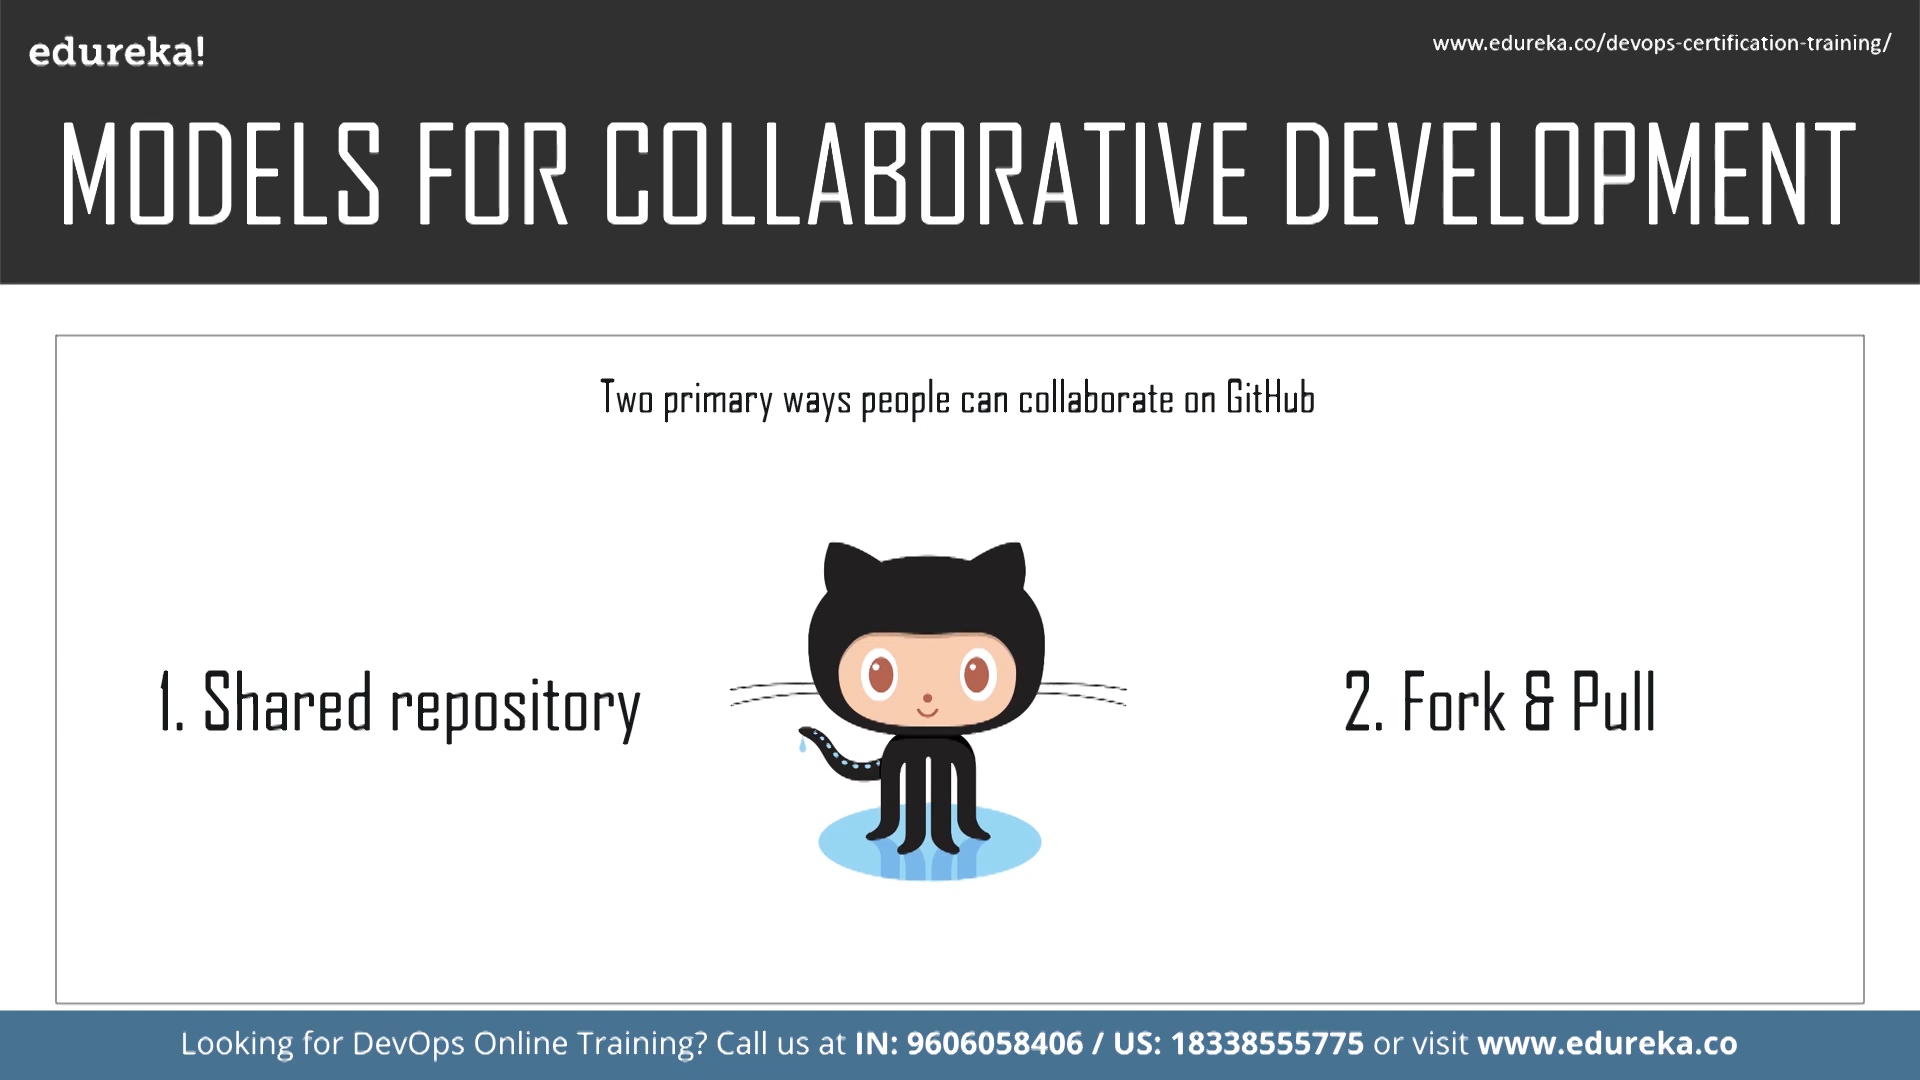 edureka!
www.edureka.co/devops-certification-training/
MODELS FOR COLLABORATIVE DEVELOPMENT
Two primary ways people can collaborate on GitHub
1. Shared repository
2. Fork & Pull
Looking for DevOps Online Training? Call us at IN: 9606058406 / US: 18338555775 or visit www.edureka.co